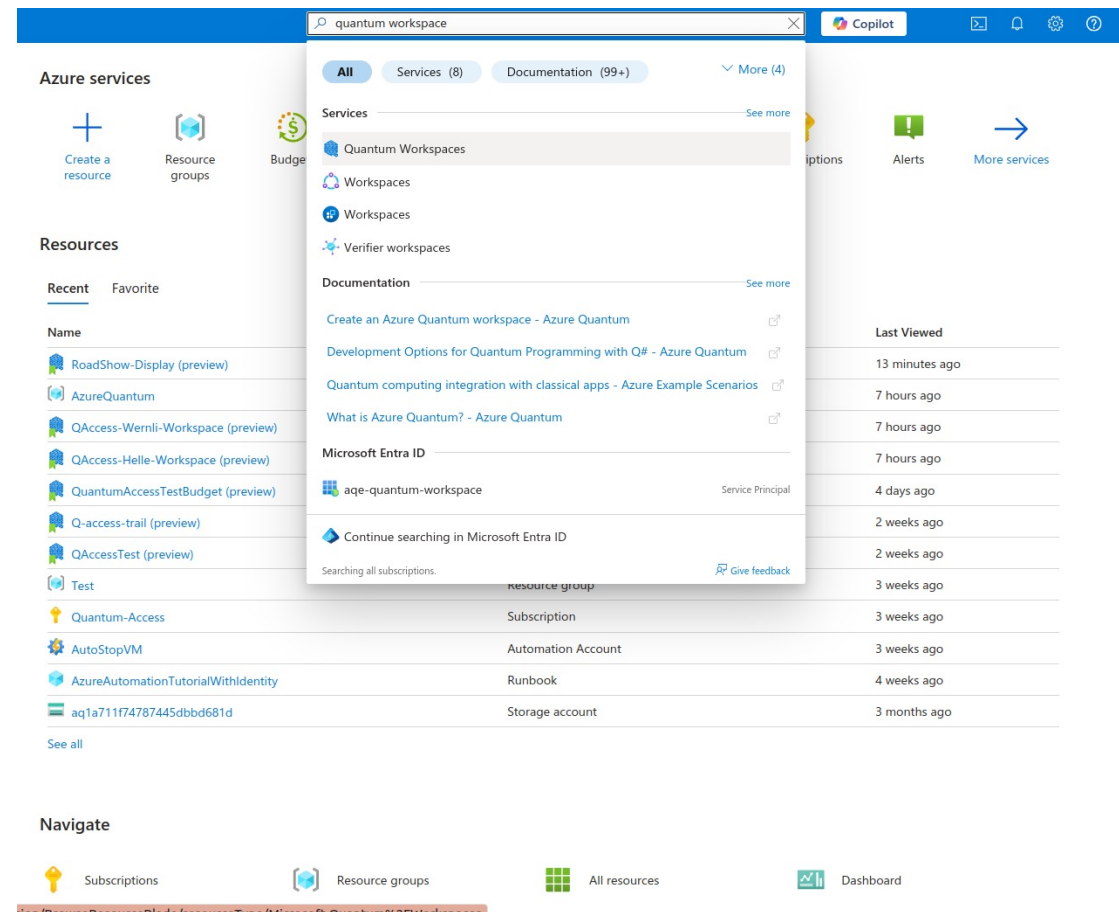 quantum workspace
Copilot
Azure services
Create a resource
Resource groups
Budge
iptions
Alerts
More services
All
Services (8)
Documentation (99+)
More (4)
Services
See more
Quantum Workspaces
Workspaces
Workspaces
Verifier workspaces
Documentation
See more
Create an Azure Quantum workspace - Azure Quantum
Development Options for Quantum Programming with Q# - Azure Quantum
Quantum computing integration with classical apps - Azure Example Scenarios
What is Azure Quantum? - Azure Quantum
Microsoft Entra ID
aqe-quantum-workspace
Service Principal
Continue searching in Microsoft Entra ID
Searching all subscriptions.
Give feedback
Resources
Recent Favorite
Name Last Viewed
RoadShow-Display (preview) 13 minutes ago
AzureQuantum 7 hours ago
QAccess-Wernli-Workspace (preview) 7 hours ago
QAccess-Helle-Workspace (preview) 7 hours ago
QuantumAccessTestBudget (preview) 4 days ago
Q-access-trail (preview) 2 weeks ago
QAccessTest (preview) 2 weeks ago
Test Resource group 3 weeks ago
Quantum-Access Subscription 3 weeks ago
AutoStopVM Automation Account 3 weeks ago
AzureAutomationTutorialWithIdentity Runbook 4 weeks ago
aq1a711f74787445dbbd681d Storage account 3 months ago
See all
Navigate
Subscriptions Resource groups All resources Dashboard